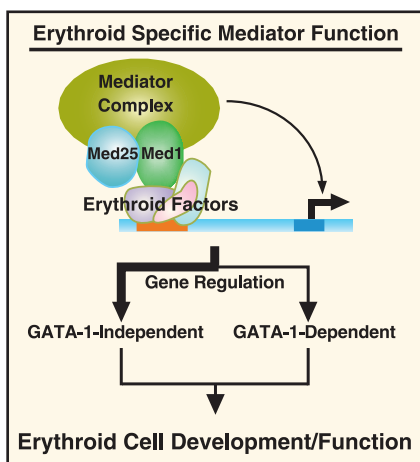 Erythroid Specific Mediator Function
Mediator
Complex
Med25 Med1
Erythroid Factors
Gene Regulation
GATA-1-Independent GATA-1-Dependent
Erythroid Cell Development/Function